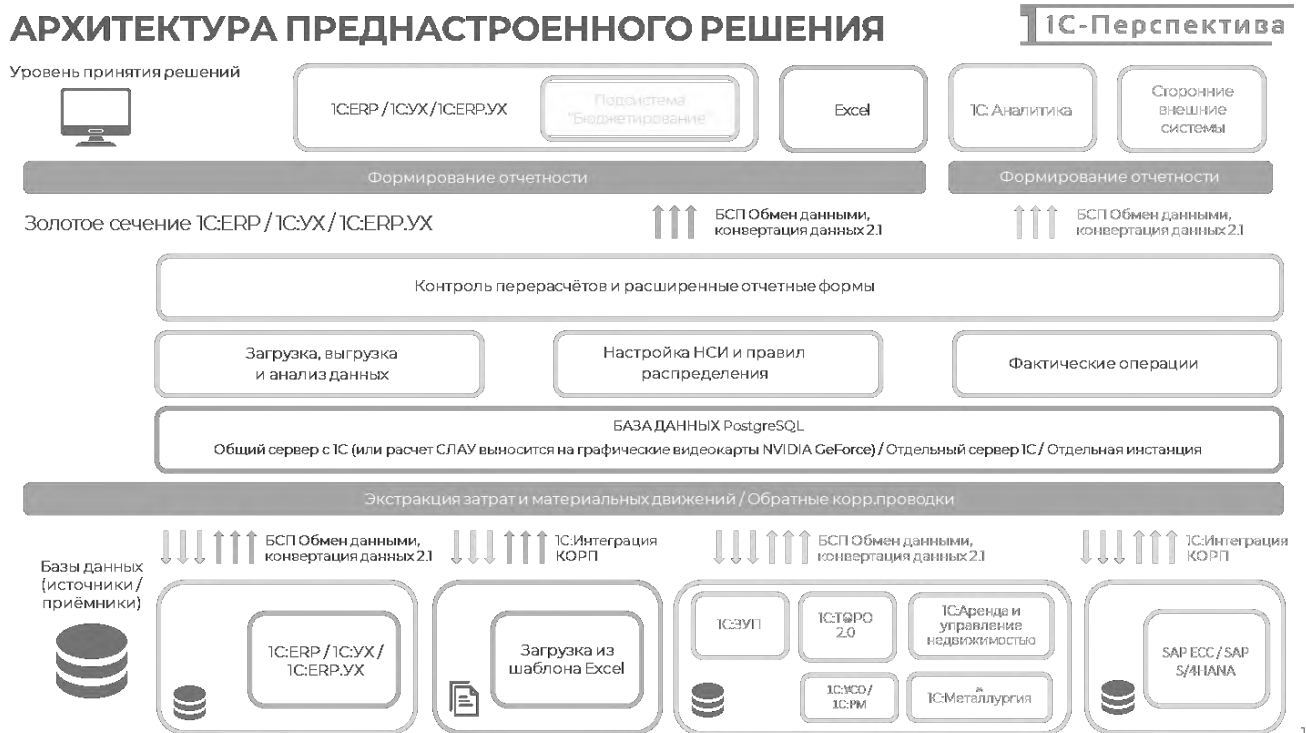 АРХИТЕКТУРА ПРЕДНАСТРОЕННОГО РЕШЕНИЯ
1С-Перспектива
Уровень принятия решений
1С:ERP / 1С:УХ / 1С:ERP.УХ
Подсистема
"Бюджетирование"
Excel
1С: Аналитика
Сторонние
внешние
системы
Формирование отчетности
Формирование отчетности
Золотое сечение 1С:ERP / 1С:УХ / 1С:ERP.УХ
БСП Обмен данными,
конвертация данных 2.1
БСП Обмен данными,
конвертация данных 2.1
Контроль перерасчётов и расширенные отчетные формы
Загрузка, выгрузка
и анализ данных
Настройка НСИ и правил
распределения
Фактические операции
БАЗА ДАННЫХ PostgreSQL
Общий сервер с 1С (или расчет СЛАУ выносится на графические видеокарты NVIDIA GeForce) / Отдельный сервер 1С / Отдельная инстанция
Экстракция затрат и материальных движений / Обратные корр.проводки
БСП Обмен данными,
конвертация данных 2.1
1С:Интеграция
КОРП
БСП Обмен данными,
конвертация данных 2.1
1С:Интеграция
КОРП
Базы данных
(источники /
приёмники)
1С:ERP / 1С:УХ /
1С:ERP.УХ
Загрузка из
шаблона Excel
1С:ЗУП
1С:ТОРО
2.0
1С:Аренда и
управление
недвижимостью
1С:УСО /
1С:РМ
1С:Металлургия
SAP ECC / SAP
S/4HANA
1